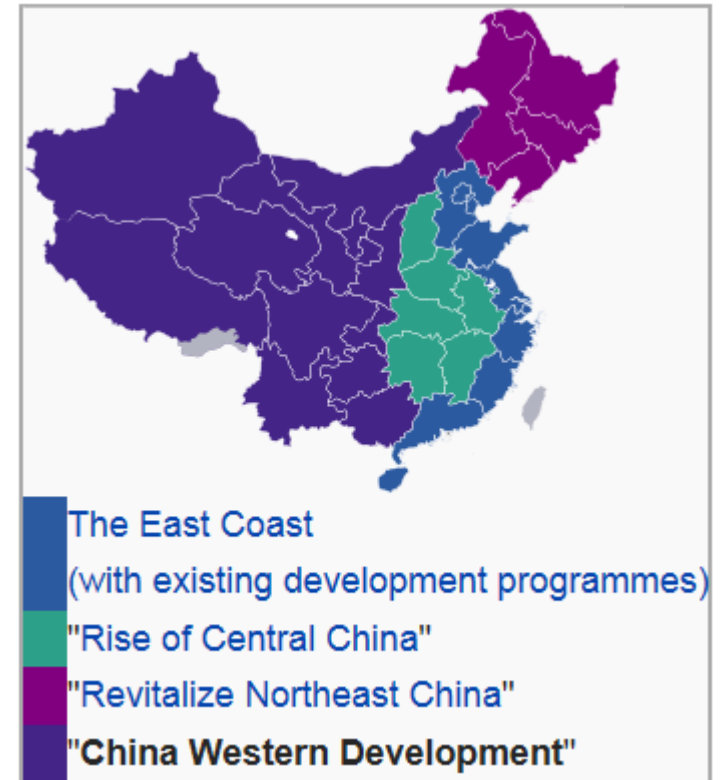 The East Coast
(with existing development programmes)
"Rise of Central China"
"Revitalize Northeast China"
"China Western Development"